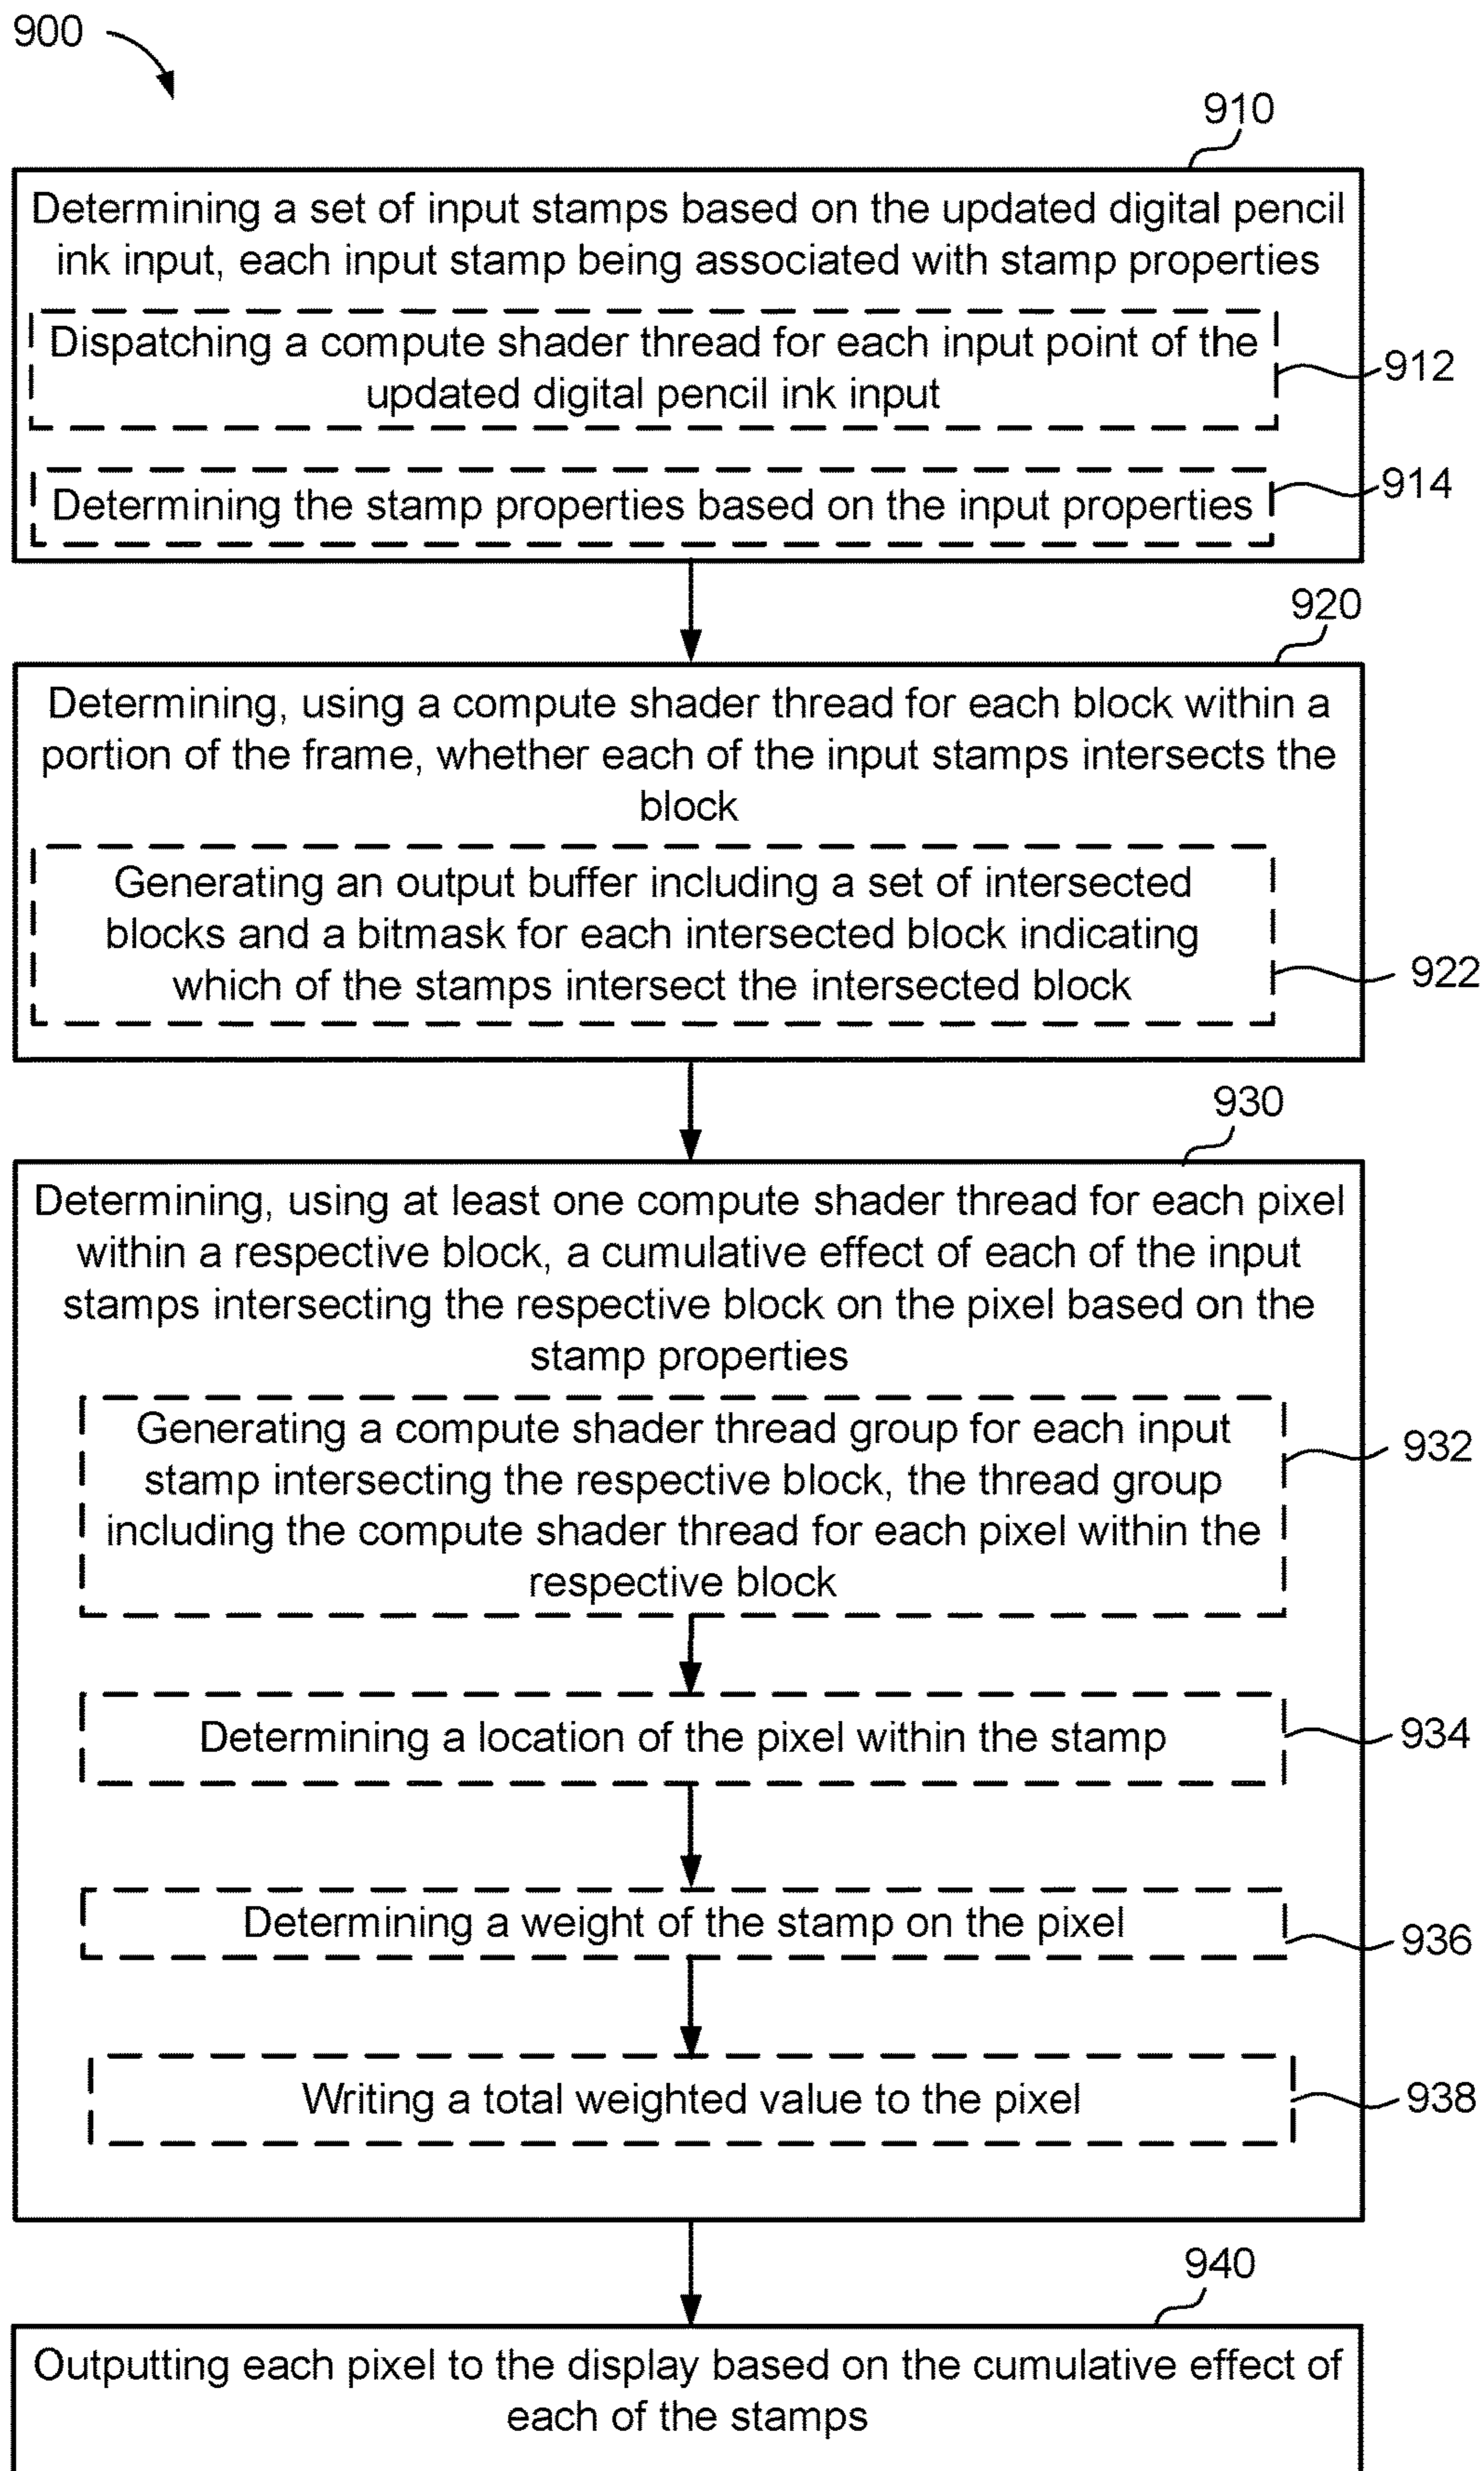 900
910
Determining a set of input stamps based on the updated digital pencil
ink input, each input stamp being associated with stamp properties
Dispatching a compute shader thread for each input point of the
updated digital pencil ink input
912
Determining the stamp properties based on the input properties
914
920
Determining, using a compute shader thread for each block within a
portion of the frame, whether each of the input stamps intersects the
block
Generating an output buffer including a set of intersected
blocks and a bitmask for each intersected block indicating
which of the stamps intersect the intersected block
922
930
Determining, using at least one compute shader thread for each pixel
within a respective block, a cumulative effect of each of the input
stamps intersecting the respective block on the pixel based on the
stamp properties
Generating a compute shader thread group for each input
stamp intersecting the respective block, the thread group
including the compute shader thread for each pixel within the
respective block
932
Determining a location of the pixel within the stamp
934
Determining a weight of the stamp on the pixel
936
Writing a total weighted value to the pixel
938
940
Outputting each pixel to the display based on the cumulative effect of
each of the stamps